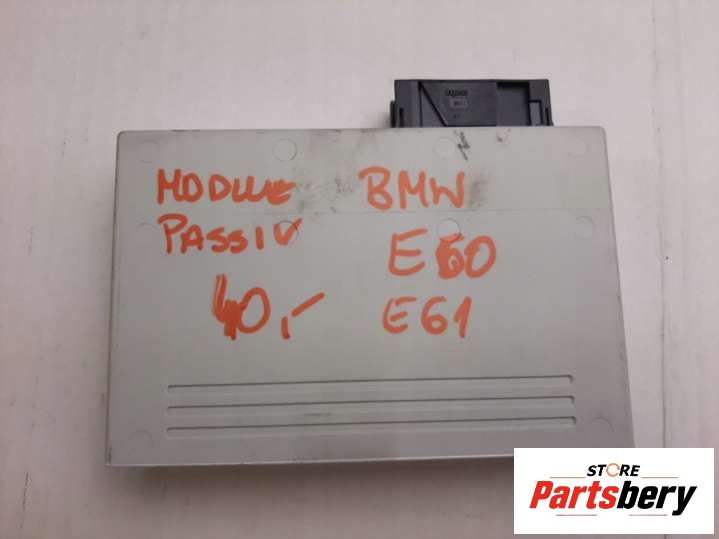 MODULE BMW
PASSIV E60
40,- E61
STORE
Partsbery